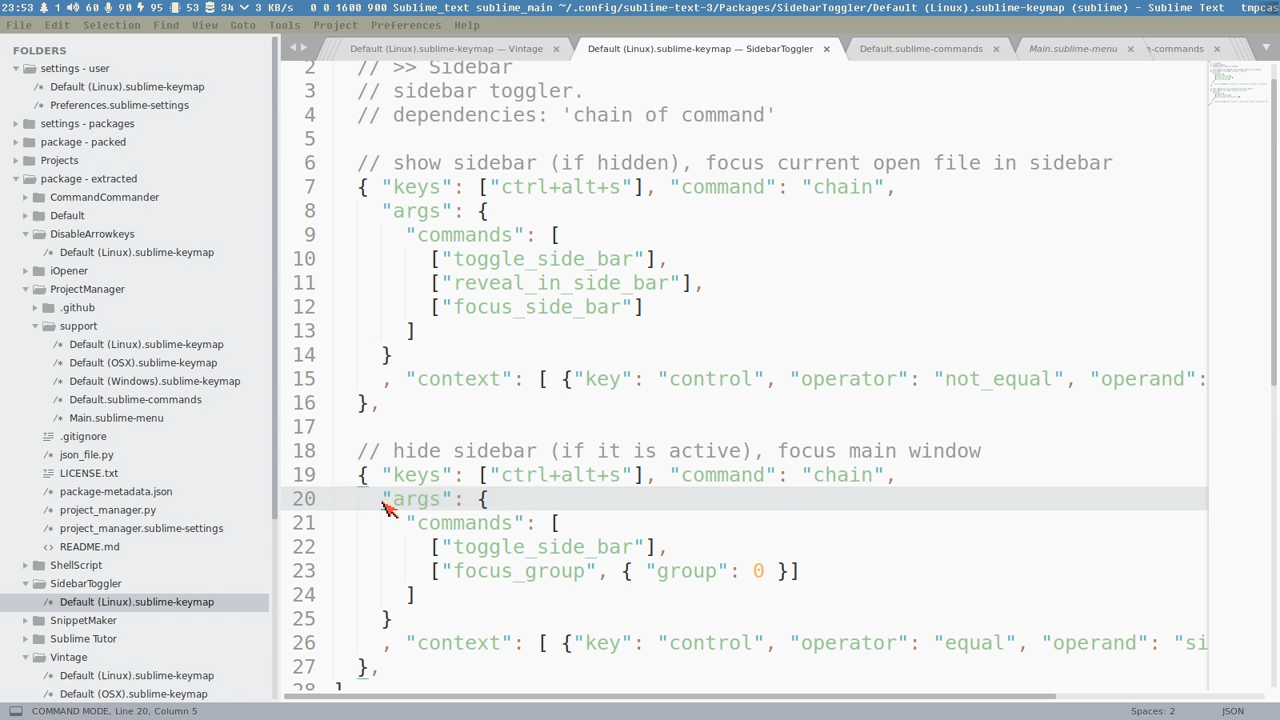 23:53 1 60 90 95 53 34 3 KB/s 0 0 1600 900 Sublime_text sublime_main ~/.config/sublime-text-3/Packages/SidebarToggler/Default (Linux).sublime-keymap (sublime) - Sublime Text tmpcas
File Edit Selection Find View Goto Tools Project Preferences Help
Default (Linux).sublime-keymap — Vintage × Default (Linux).sublime-keymap — SidebarToggler × Default.sublime-commands × Main.sublime-menu × e-commands ×
FOLDERS
settings - user
/* Default (Linux).sublime-keymap
/* Preferences.sublime-settings
settings - packages
package - packed
Projects
package - extracted
CommandCommander
Default
DisableArrowkeys
/* Default (Linux).sublime-keymap
iOpener
ProjectManager
.github
support
/* Default (Linux).sublime-keymap
/* Default (OSX).sublime-keymap
/* Default (Windows).sublime-keymap
/* Default.sublime-commands
/* Main.sublime-menu
.gitignore
/* json_file.py
LICENSE.txt
/* package-metadata.json
/* project_manager.py
/* project_manager.sublime-settings
<> README.md
ShellScript
SidebarToggler
/* Default (Linux).sublime-keymap
SnippetMaker
Sublime Tutor
Vintage
/* Default (Linux).sublime-keymap
/* Default (OSX).sublime-keymap
2 // >> Sidebar
3 // sidebar toggler.
4 // dependencies: 'chain of command'
5
6 // show sidebar (if hidden), focus current open file in sidebar
7 { "keys": ["ctrl+alt+s"], "command": "chain",
8 "args": {
9 "commands": [
10 ["toggle_side_bar"],
11 ["reveal_in_side_bar"],
12 ["focus_side_bar"]
13 ]
14 }
15 , "context": [ {"key": "control", "operator": "not_equal", "operand":
16 },
17
18 // hide sidebar (if it is active), focus main window
19 { "keys": ["ctrl+alt+s"], "command": "chain",
20 "args": {
21 "commands": [
22 ["toggle_side_bar"],
23 ["focus_group", { "group": 0 }]
24 ]
25 }
26 , "context": [ {"key": "control", "operator": "equal", "operand": "si
27 },
28 ]
COMMAND MODE, Line 20, Column 5 Spaces: 2 JSON